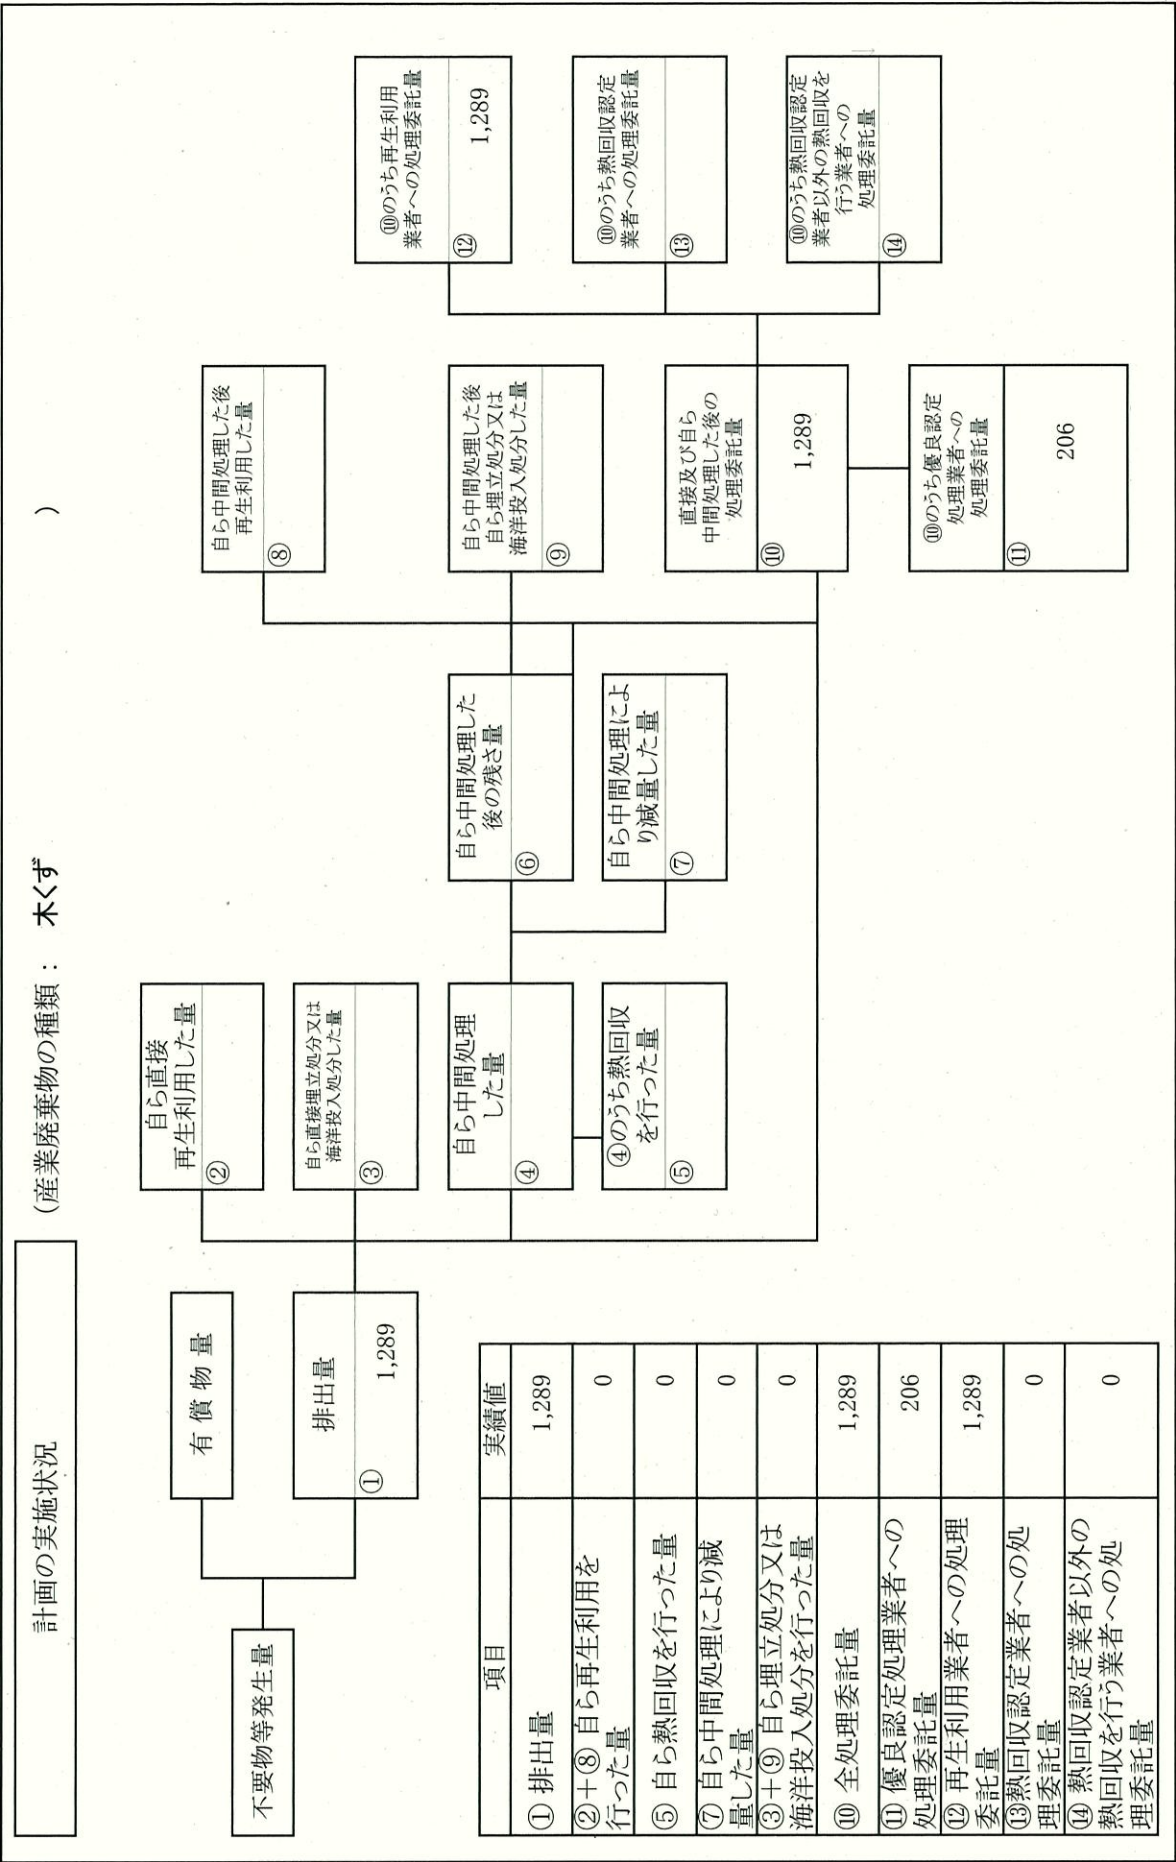 計画の実施状況
(産業廃棄物の種類: 木くず )
不要物等発生量
有償物量
排出量
① 1,289
自ら直接
再生利用した量
②
自ら直接埋立処分又は
海洋投入処分した量
③
自ら中間処理
した量
④
④のうち熱回収
を行った量
⑤
自ら中間処理した
後の残さ量
⑥
自ら中間処理によ
り減量した量
⑦
自ら中間処理した後
再生利用した量
⑧
自ら中間処理した後
自ら埋立処分又は
海洋投入処分した量
⑨
直接及び自ら
中間処理した後の
処理委託量
⑩ 1,289
⑩のうち優良認定
処理業者への
処理委託量
⑪ 206
⑩のうち再生利用
業者への処理委託量
⑫ 1,289
⑩のうち熱回収認定
業者への処理委託量
⑬
⑩のうち熱回収認定
業者以外の熱回収を
行う業者への
処理委託量
⑭
項目 実績値
① 排出量 1,289
②+⑧ 自ら再生利用を
行った量 0
⑤ 自ら熱回収を行った量 0
⑦ 自ら中間処理により減
量した量 0
③+⑨ 自ら埋立処分又は
海洋投入処分を行った量 0
⑩ 全処理委託量 1,289
⑪ 優良認定処理業者への
処理委託量 206
⑫ 再生利用業者への処理
委託量 1,289
⑬熱回収認定業者への処
理委託量 0
⑭ 熱回収認定業者以外の
熱回収を行う業者への処
理委託量 0